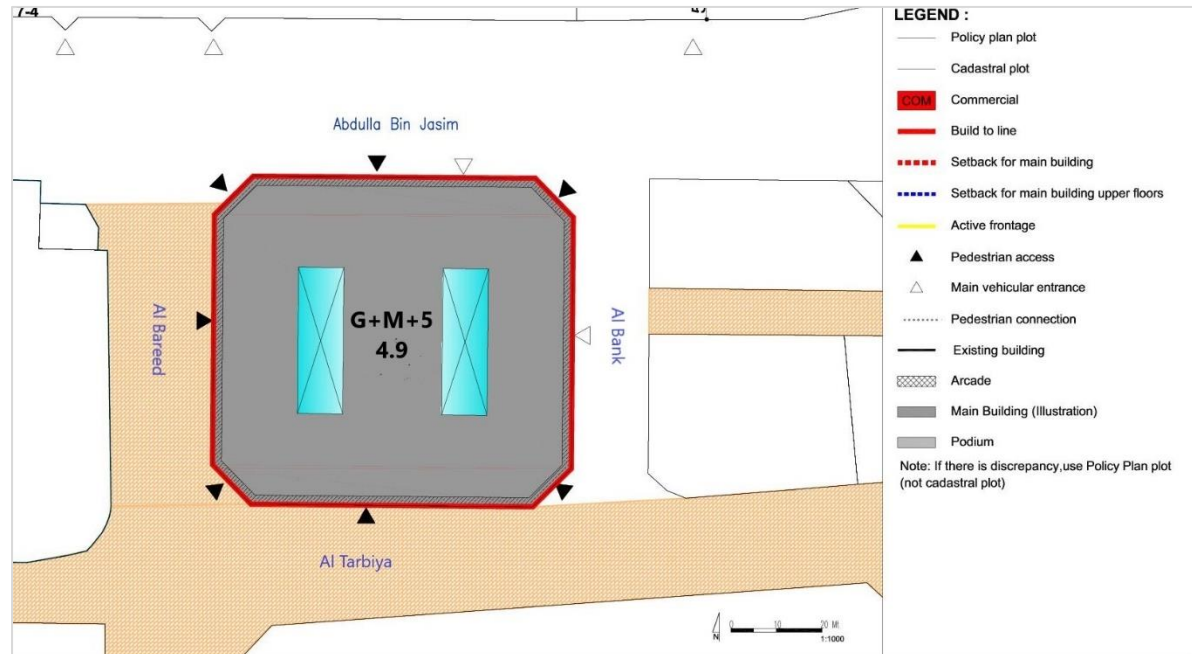 7-4
Abdulla Bin Jasim
Al Bareed
G+M+5
4.9
Al Bank
Al Tarbiya
N
0 10 20 Mt
1:1000
LEGEND :
Policy plan plot
Cadastral plot
COM Commercial
Build to line
Setback for main building
Setback for main building upper floors
Active frontage
Pedestrian access
Main vehicular entrance
Pedestrian connection
Existing building
Arcade
Main Building (Illustration)
Podium
Note: If there is discrepancy,use Policy Plan plot
(not cadastral plot)